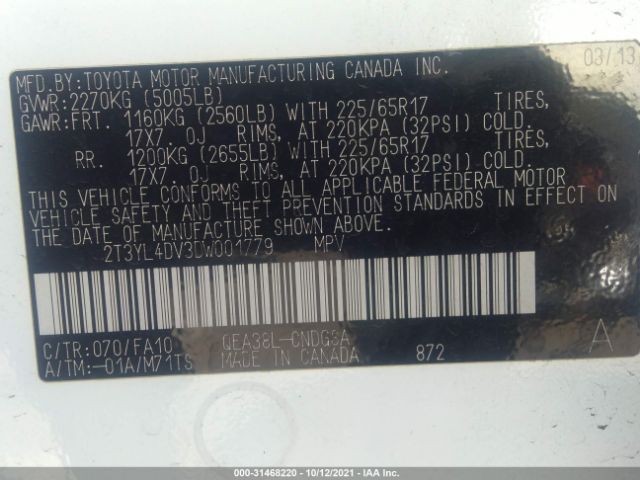 03/13
MFD.BY:TOYOTA MOTOR MANUFACTURING CANADA INC.
GVWR:2270KG (5005LB)
GAWR:FRT. 1160KG (2560LB) WITH 225/65R17 TIRES,
17X7.0J RIMS, AT 220KPA (32PSI) COLD.
RR. 1200KG (2655LB) WITH 225/65R17 TIRES,
17X7.0J RIMS, AT 220KPA (32PSI) COLD.
THIS VEHICLE CONFORMS TO ALL APPLICABLE FEDERAL MOTOR
VEHICLE SAFETY AND THEFT PREVENTION STANDARDS IN EFFECT ON
THE DATE OF MANUFACTURE SHOWN ABOVE.
2T3YL4DV3DW001779 MPV
C/TR:070/FA10 QEA38L-CNDGSA A
A/TM:-01A/M71TS MADE IN CANADA 872
000-31468220 - 10/12/2021 - IAA Inc.